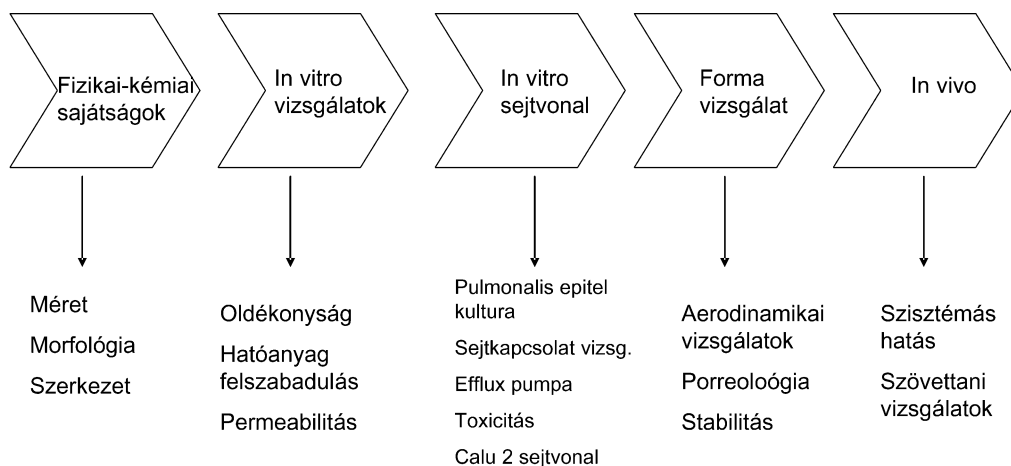 Fizikai-kémiai
sajátságok
In vitro
vizsgálatok
In vitro
sejtvonal
Forma
vizsgálat
In vivo
Méret
Morfológia
Szerkezet
Oldékonyság
Hatóanyag
felszabadulás
Permeabilitás
Pulmonalis epitel
kultura
Sejtkapcsolat vizsg.
Efflux pumpa
Toxicitás
Calu 2 sejtvonal
Aerodinamikai
vizsgálatok
Porreoloógia
Stabilitás
Szisztémás
hatás
Szövettani
vizsgálatok